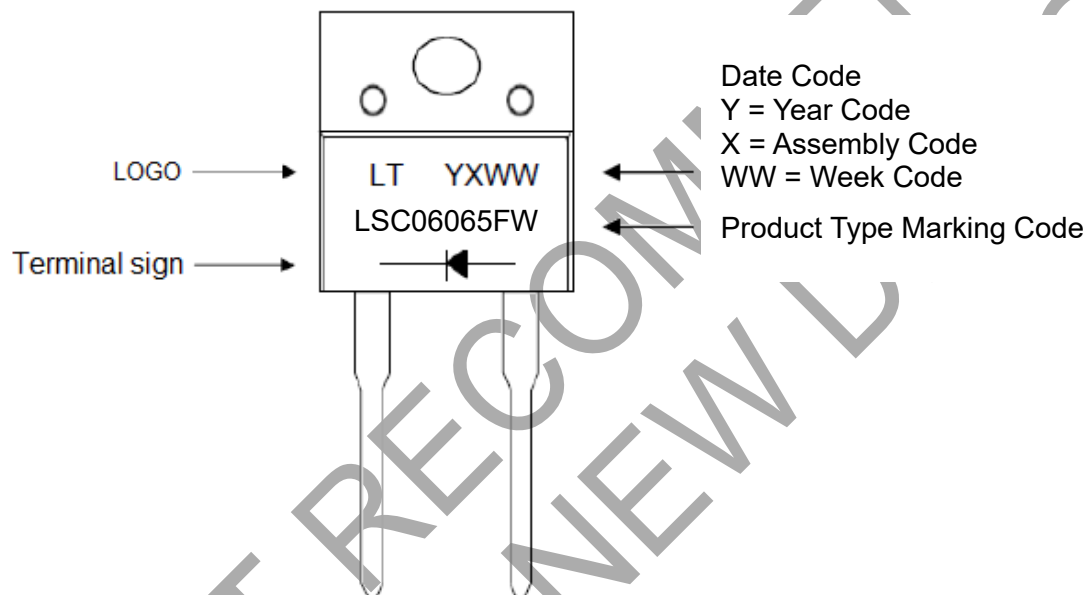 Date Code
Y = Year Code
X = Assembly Code
WW = Week Code
LOGO
LT YXWW
LSC06065FW
Product Type Marking Code
Terminal sign
NEW